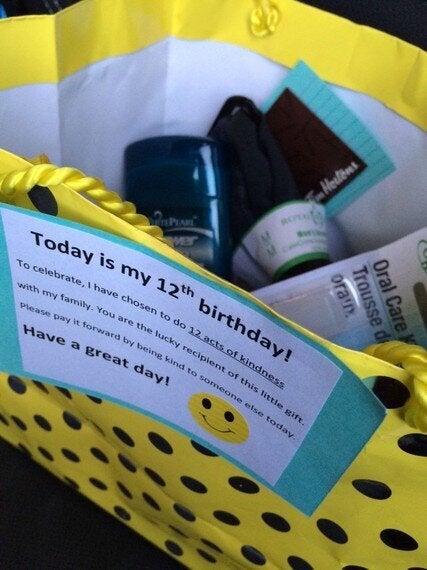 Today is my 12th birthday!
To celebrate, I have chosen to do 12 acts of kindness
with my family. You are the lucky recipient of this little gift.
Please pay it forward by being kind to someone else today.
Have a great day!
Tim Hortons
Oral Care
Trousse